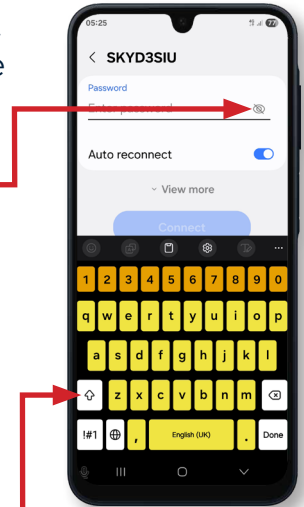 05:25 77
< SKYD3SIU
Password
Enter password
Auto reconnect
View more
Connect
1 2 3 4 5 6 7 8 9 0
q w e r t y u i o p
a s d f g h j k l
z x c v b n m
!#1 , English (UK) . Done